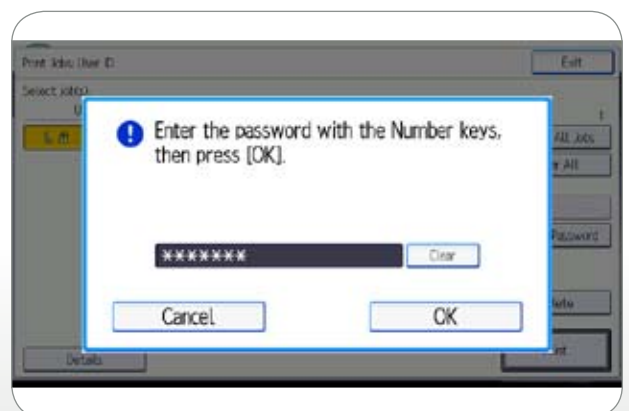 Print Jobs: User ID
Exit
Select job(s).
All Jobs
All
Enter the password with the Number keys,
then press [OK].
Password
*******
Clear
Cancel
OK
Details